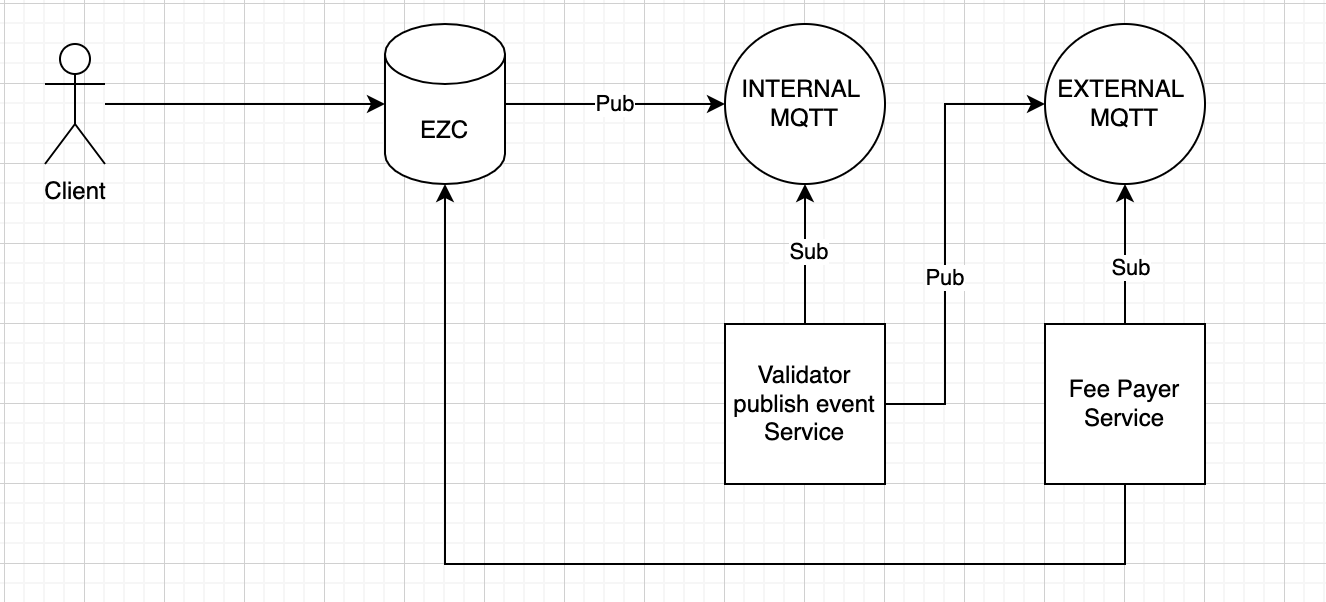 Client
EZC
Pub
INTERNAL
MQTT
EXTERNAL
MQTT
Sub
Pub
Sub
Validator
publish event
Service
Fee Payer
Service